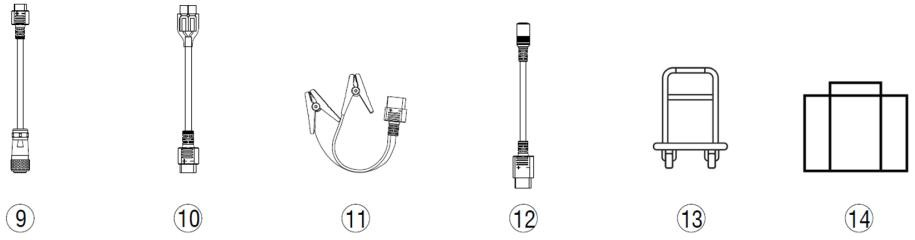 ⑨ ⑩ ⑪ ⑫ ⑬ ⑭